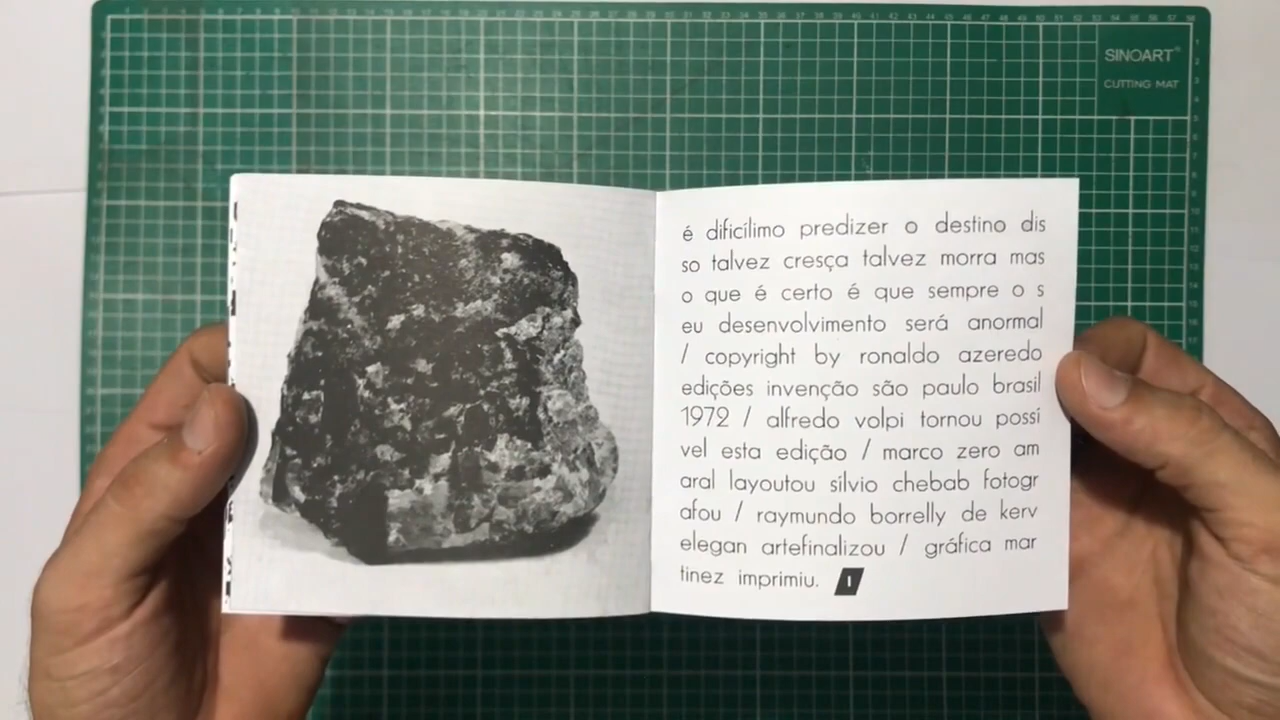 SINOART®
CUTTING MAT
é dificílimo predizer o destino dis
so talvez cresça talvez morra mas
o que é certo é que sempre o s
eu desenvolvimento será anormal
/ copyright by ronaldo azeredo
edições invenção são paulo brasil
1972 / alfredo volpi tornou possí
vel esta edição / marco zero am
aral layoutou silvio chebab fotogr
afou / raymundo borrelly de kerv
elegan artefinalizou / gráfica mar
tinez imprimiu. I